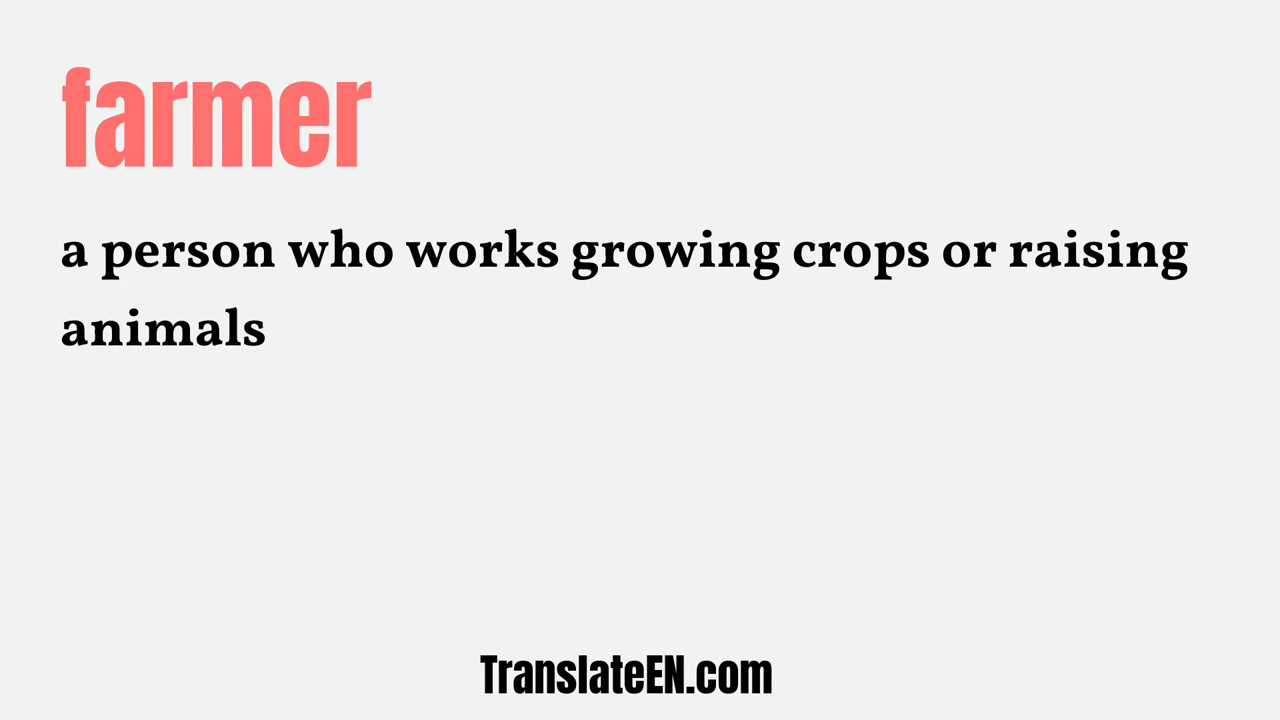 farmer
a person who works growing crops or raising
animals
TranslateEN.com